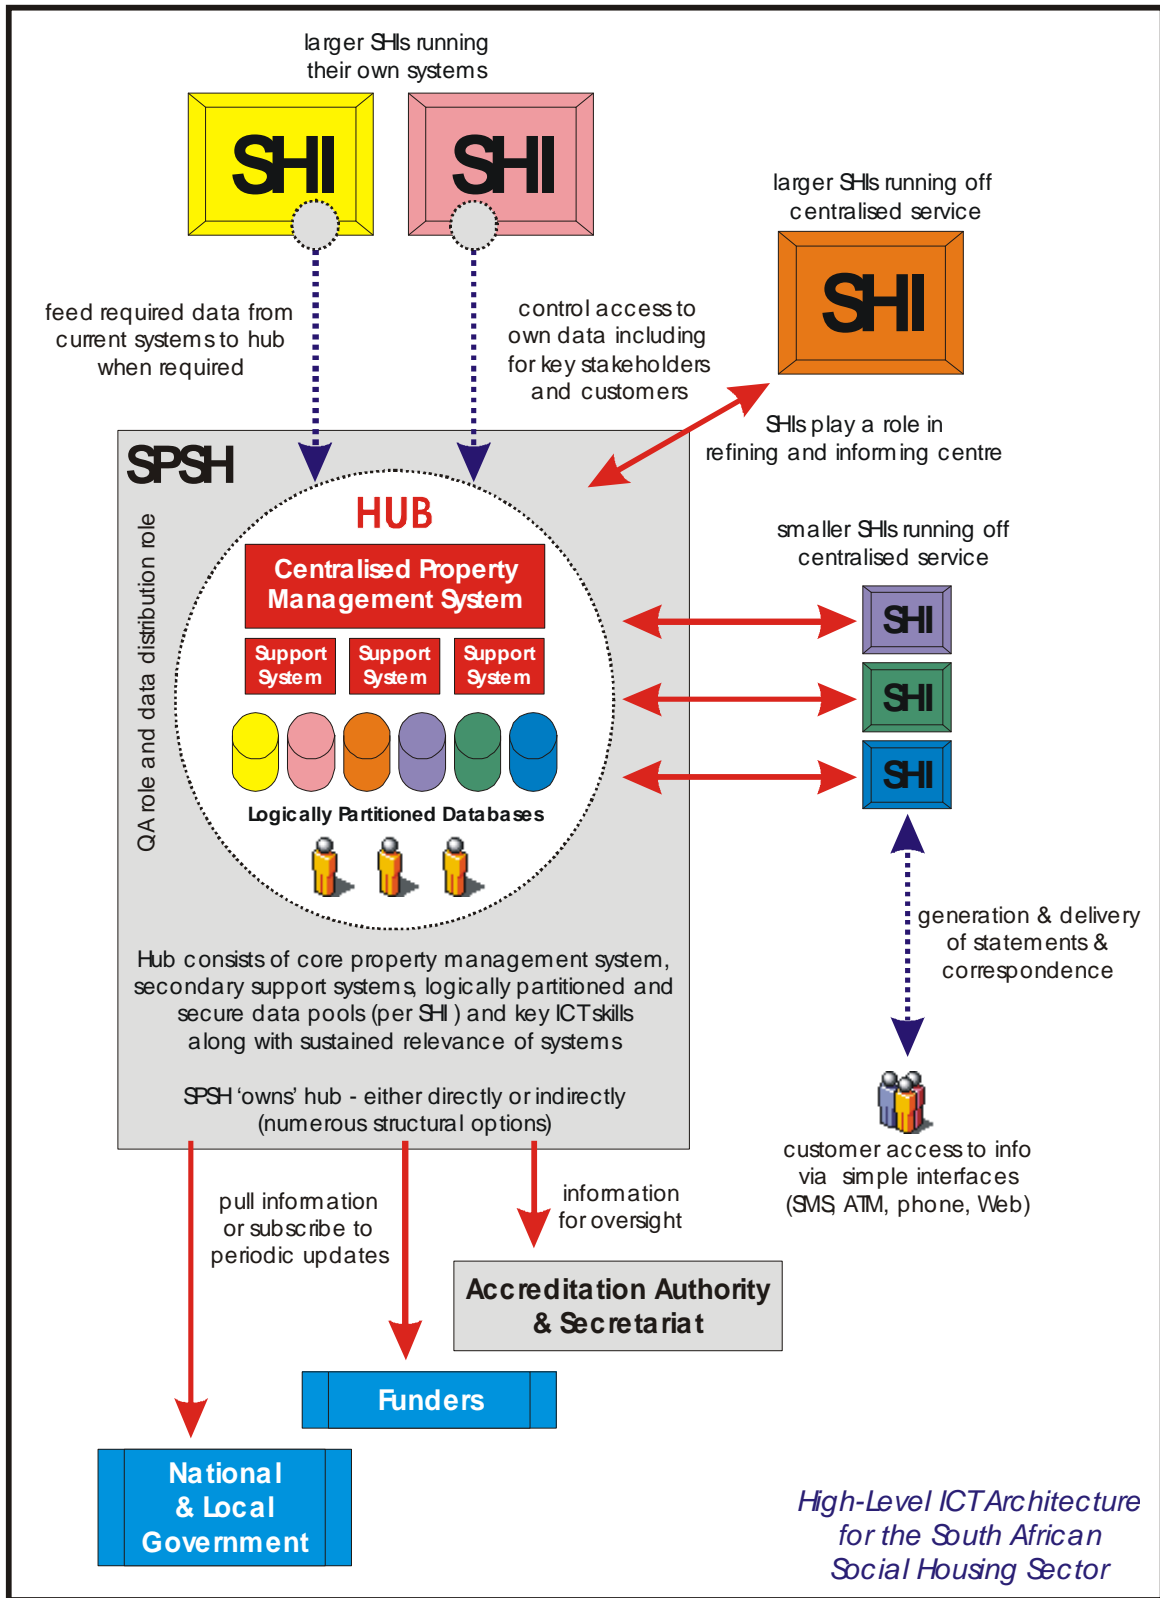 larger SHIs running
their own systems
SHI
SHI
larger SHIs running off
centralised service
SHI
feed required data from
current systems to hub
when required
control access to
own data including
for key stakeholders
and customers
SHIs play a role in
refining and informing centre
SPSH
QA role and data distribution role
HUB
Centralised Property
Management System
Support
System
Support
System
Support
System
Logically Partitioned Databases
smaller SHIs running off
centralised service
SHI
SHI
SHI
generation & delivery
of statements &
correspondence
Hub consists of core property management system,
secondary support systems, logically partitioned and
secure data pools (per SHI) and key ICT skills
along with sustained relevance of systems
SPSH 'owns' hub - either directly or indirectly
(numerous structural options)
customer access to info
via simple interfaces
(SMS, ATM, phone, Web)
pull information
or subscribe to
periodic updates
information
for oversight
Accreditation Authority
& Secretariat
Funders
National
& Local
Government
High-Level ICT Architecture
for the South African
Social Housing Sector